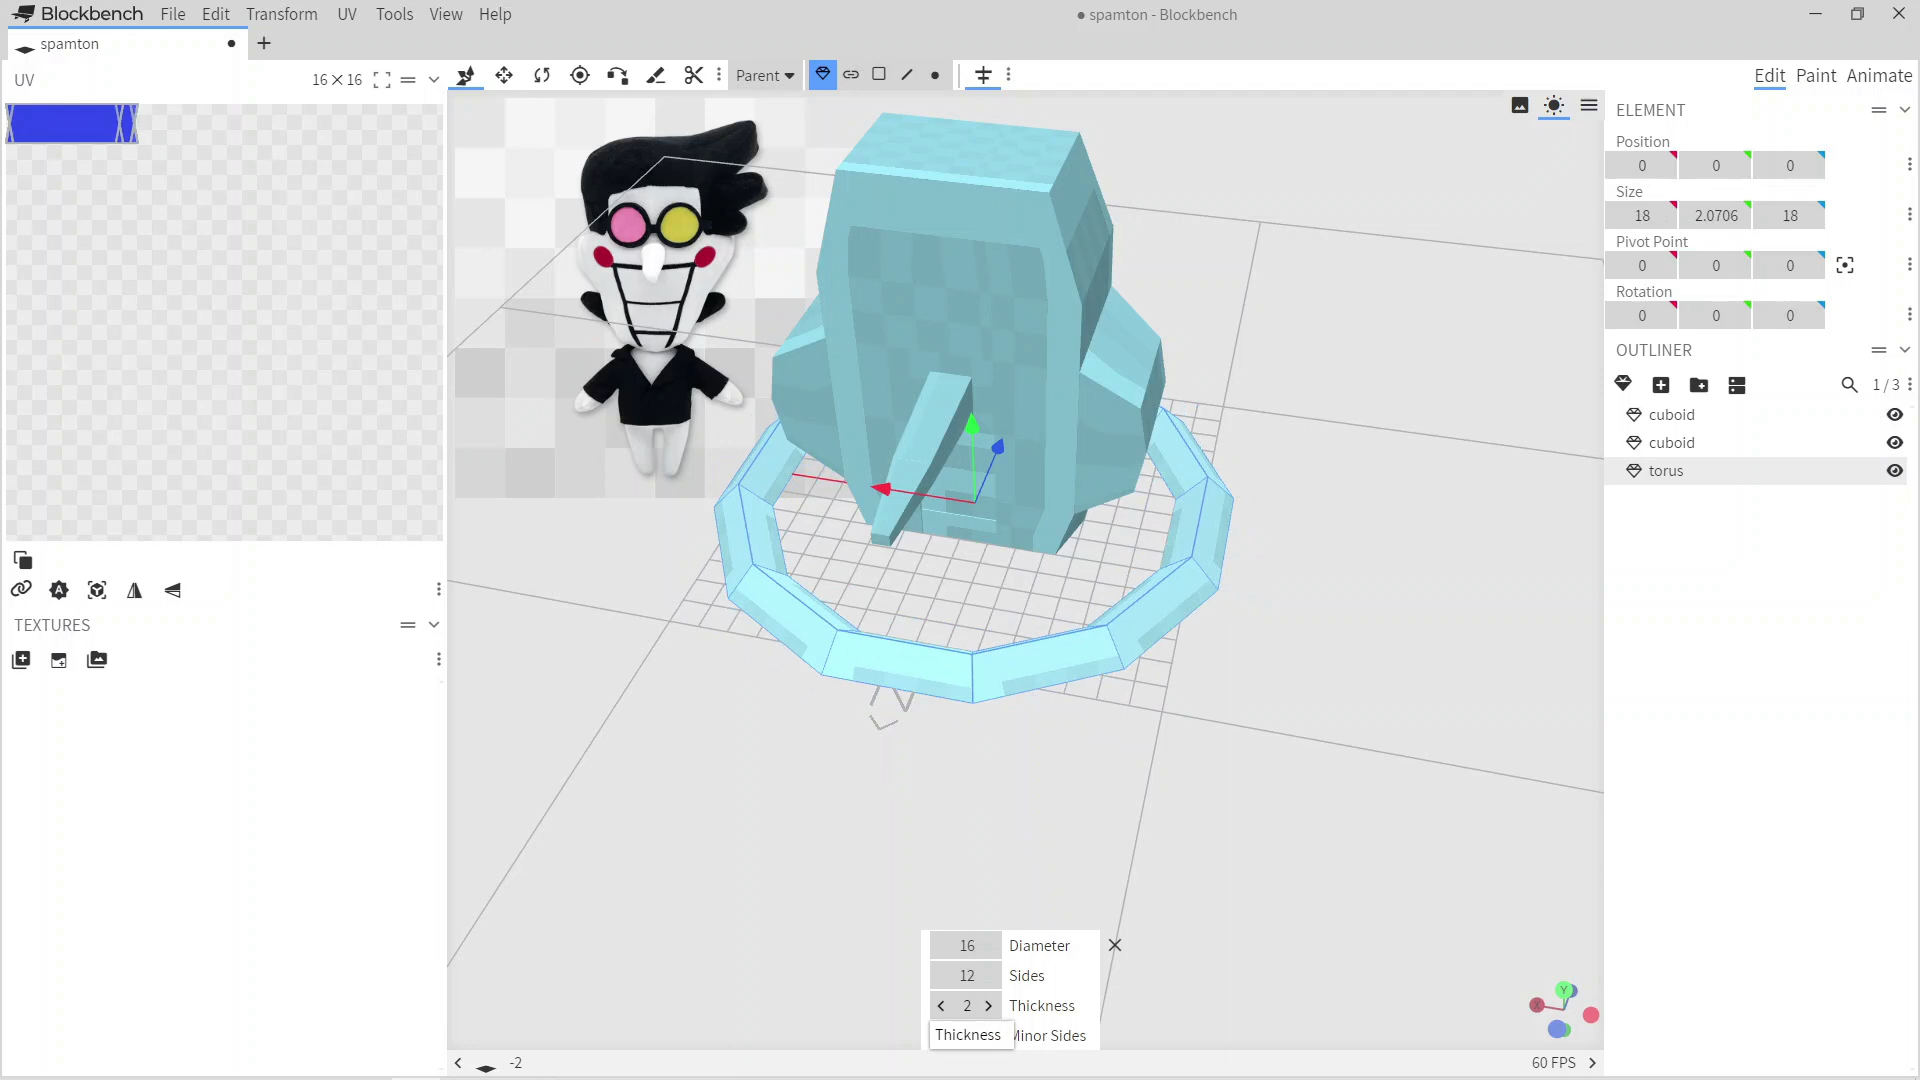 Blockbench File Edit Transform UV Tools View Help
● spamton - Blockbench
spamton ● +
UV 16×16
Parent
Edit Paint Animate
ELEMENT
Position
0 0 0
Size
18 2.0706 18
Pivot Point
0 0 0
Rotation
0 0 0
OUTLINER
1 / 3
cuboid
cuboid
torus
TEXTURES
16 Diameter
12 Sides
2 Thickness
Thickness Minor Sides
Y
X
-2
60 FPS